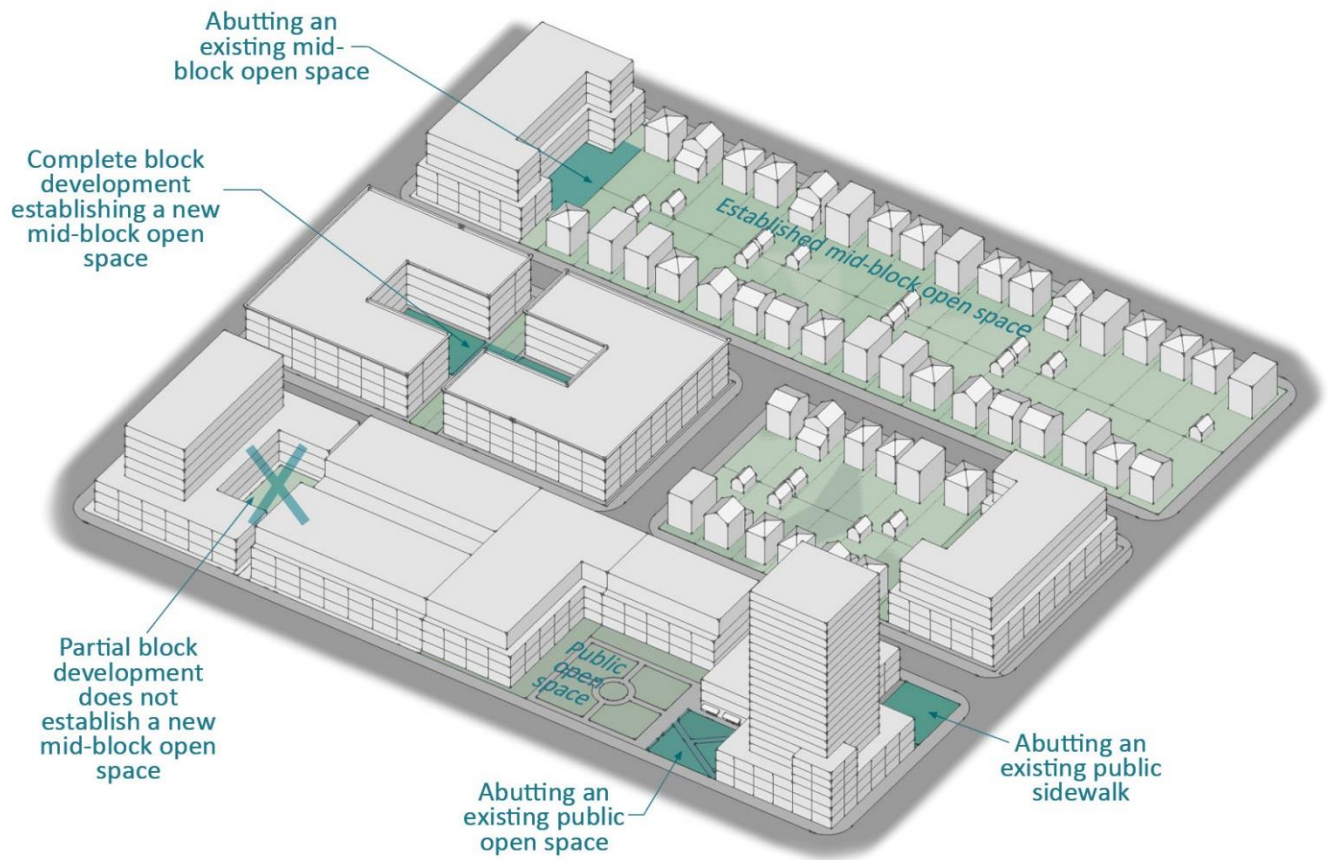 Abutting an
existing mid-
block open space
Complete block
development
establishing a new
mid-block open
space
Established mid-block open space
Partial block
development
does not
establish a new
mid-block open
space
Public
open
space
Abutting an
existing public
open space
Abutting an
existing public
sidewalk